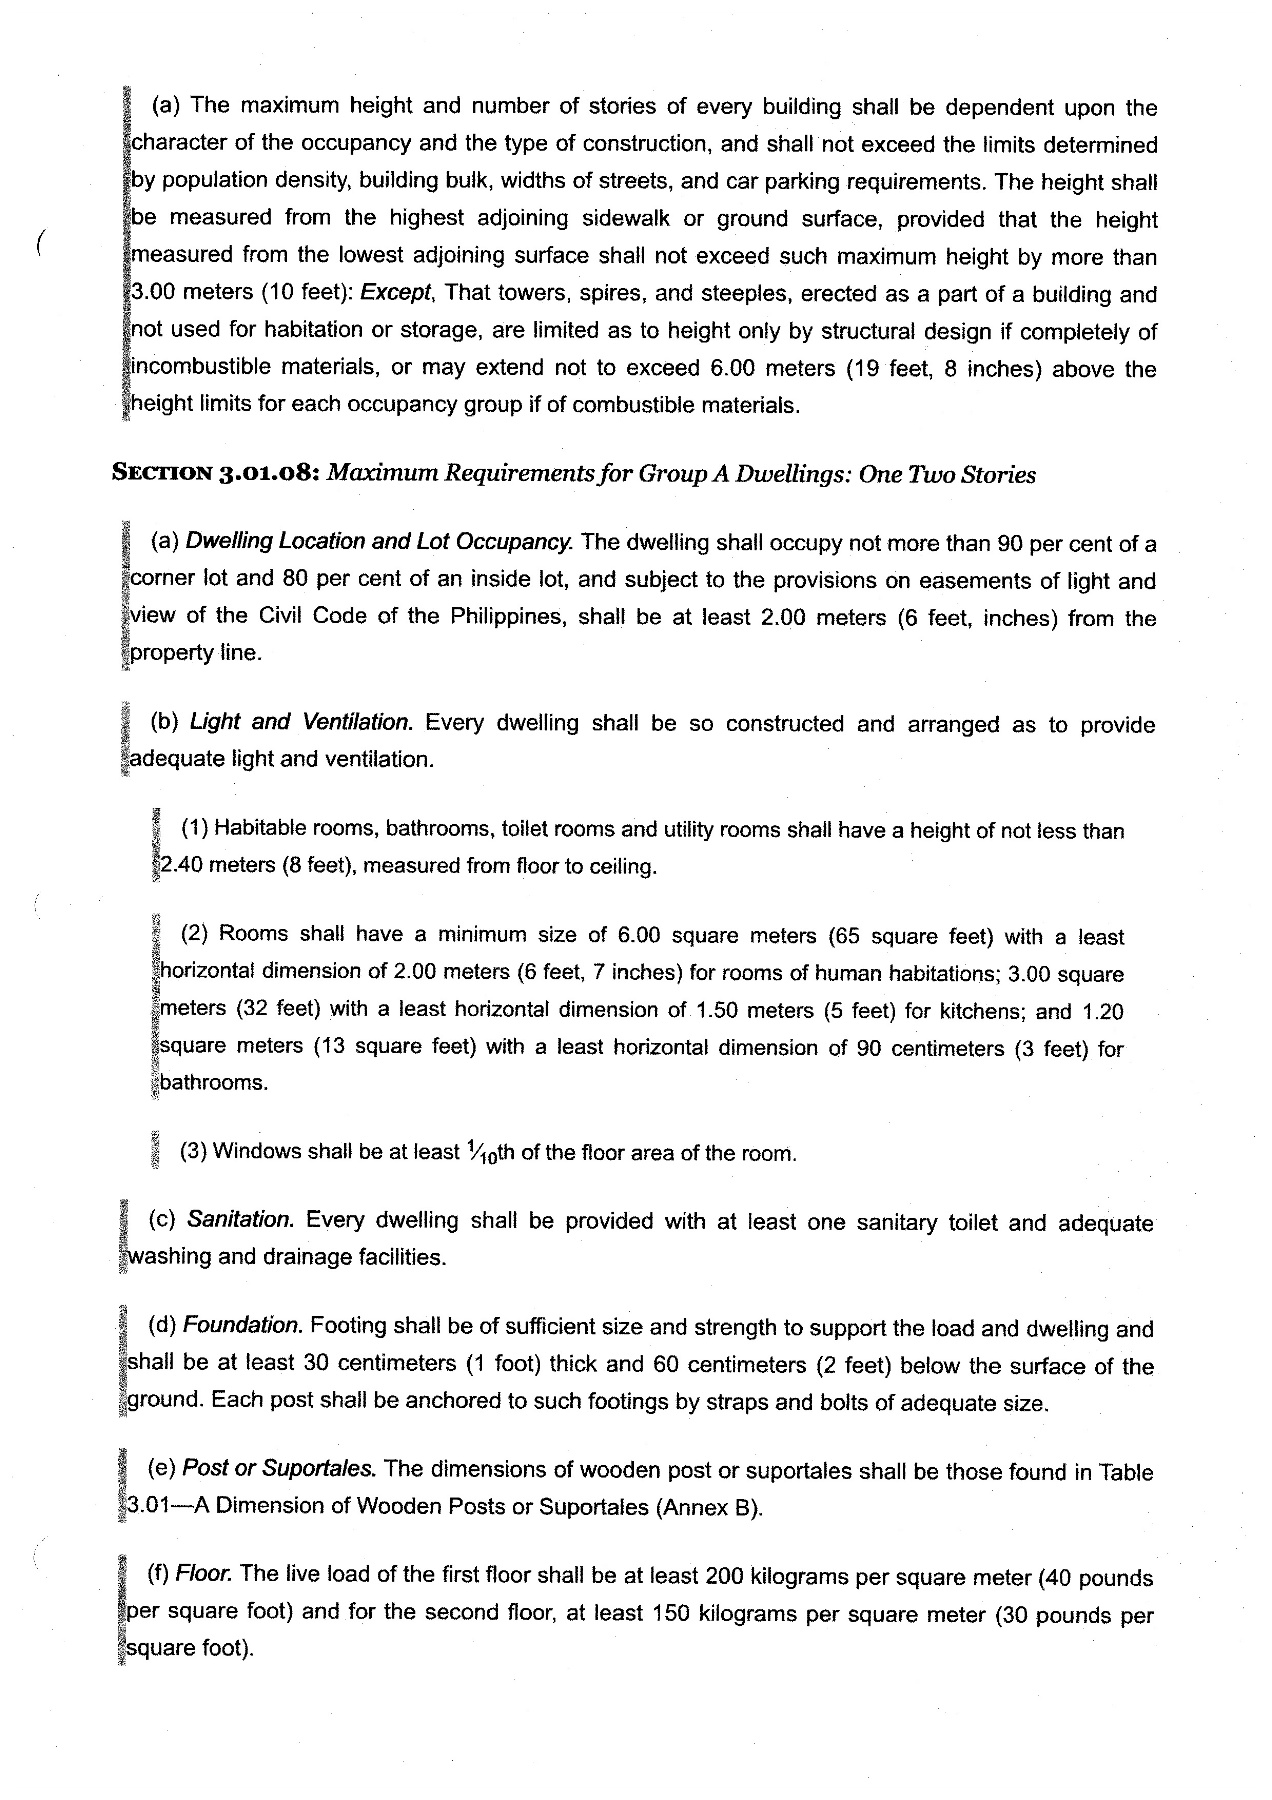 (a) The maximum height and number of stories of every building shall be dependent upon the
character of the occupancy and the type of construction, and shall not exceed the limits determined
by population density, building bulk, widths of streets, and car parking requirements. The height shall
be measured from the highest adjoining sidewalk or ground surface, provided that the height
measured from the lowest adjoining surface shall not exceed such maximum height by more than
3.00 meters (10 feet): Except, That towers, spires, and steeples, erected as a part of a building and
not used for habitation or storage, are limited as to height only by structural design if completely of
incombustible materials, or may extend not to exceed 6.00 meters (19 feet, 8 inches) above the
height limits for each occupancy group if of combustible materials.
SECTION 3.01.08: Maximum Requirements for Group A Dwellings: One Two Stories
(a) Dwelling Location and Lot Occupancy. The dwelling shall occupy not more than 90 per cent of a
corner lot and 80 per cent of an inside lot, and subject to the provisions on easements of light and
view of the Civil Code of the Philippines, shall be at least 2.00 meters (6 feet, inches) from the
property line.
(b) Light and Ventilation. Every dwelling shall be so constructed and arranged as to provide
adequate light and ventilation.
(1) Habitable rooms, bathrooms, toilet rooms and utility rooms shall have a height of not less than
2.40 meters (8 feet), measured from floor to ceiling.
(2) Rooms shall have a minimum size of 6.00 square meters (65 square feet) with a least
horizontal dimension of 2.00 meters (6 feet, 7 inches) for rooms of human habitations; 3.00 square
meters (32 feet) with a least horizontal dimension of 1.50 meters (5 feet) for kitchens; and 1.20
square meters (13 square feet) with a least horizontal dimension of 90 centimeters (3 feet) for
bathrooms.
(3) Windows shall be at least 1/10th of the floor area of the room.
(c) Sanitation. Every dwelling shall be provided with at least one sanitary toilet and adequate
washing and drainage facilities.
(d) Foundation. Footing shall be of sufficient size and strength to support the load and dwelling and
shall be at least 30 centimeters (1 foot) thick and 60 centimeters (2 feet) below the surface of the
ground. Each post shall be anchored to such footings by straps and bolts of adequate size.
(e) Post or Suportales. The dimensions of wooden post or suportales shall be those found in Table
3.01—A Dimension of Wooden Posts or Suportales (Annex B).
(f) Floor. The live load of the first floor shall be at least 200 kilograms per square meter (40 pounds
per square foot) and for the second floor, at least 150 kilograms per square meter (30 pounds per
square foot).